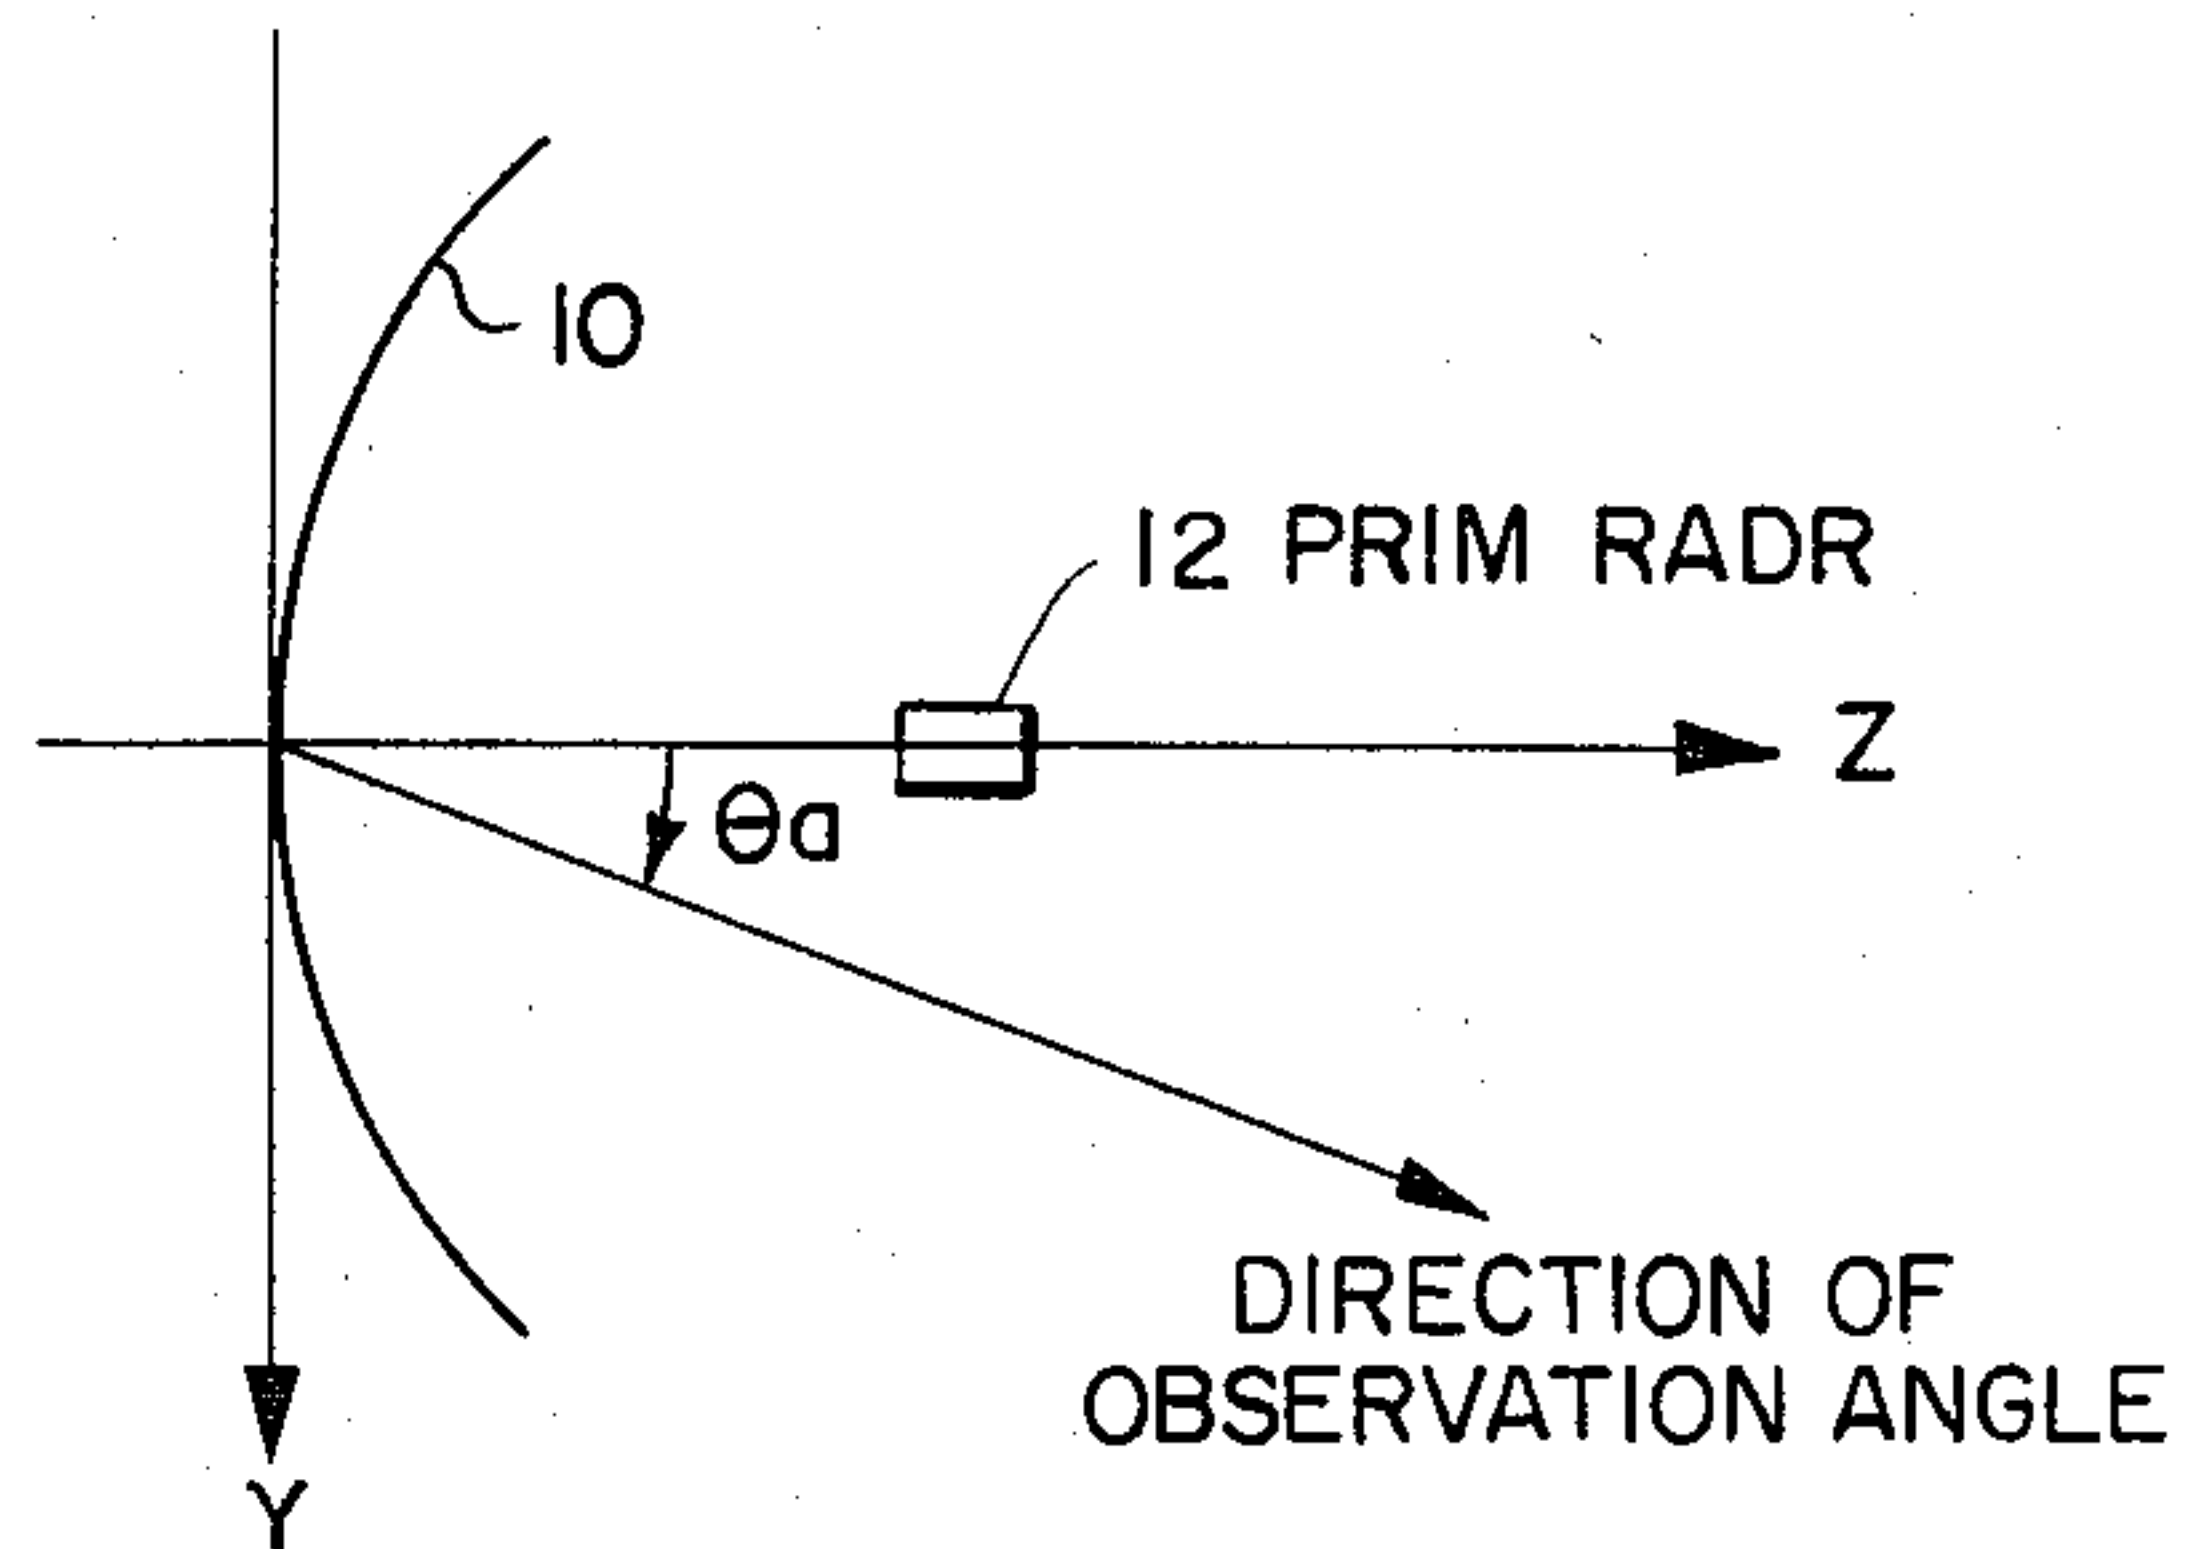 10
12 PRIM RADR
Z
θa
DIRECTION OF
OBSERVATION ANGLE
Y